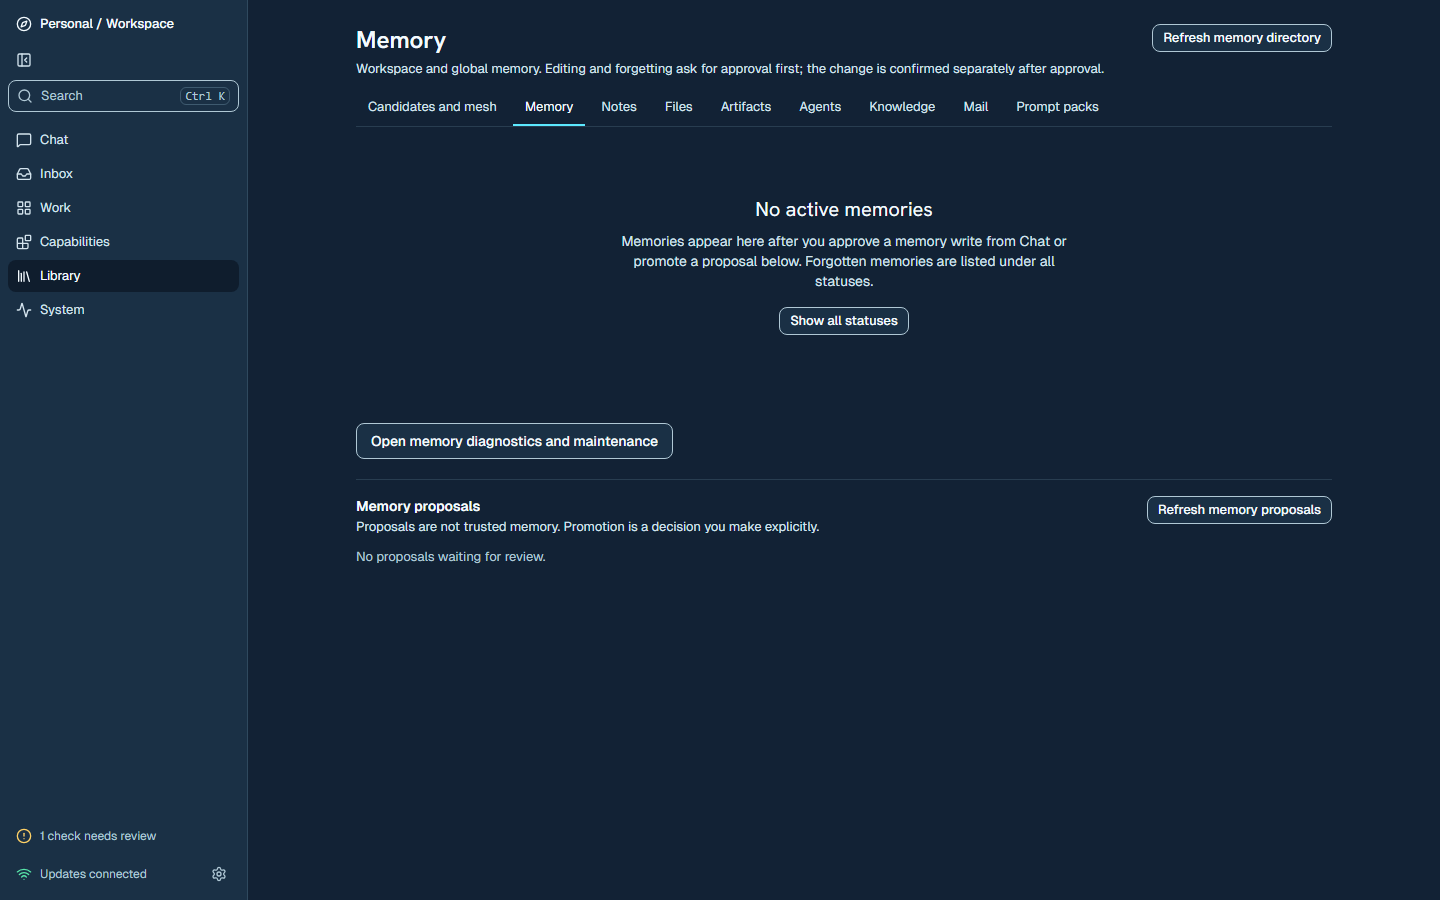 Personal / Workspace
Search Ctrl K
Chat
Inbox
Work
Capabilities
Library
System
1 check needs review
Updates connected
Memory
Refresh memory directory
Workspace and global memory. Editing and forgetting ask for approval first; the change is confirmed separately after approval.
Candidates and mesh Memory Notes Files Artifacts Agents Knowledge Mail Prompt packs
No active memories
Memories appear here after you approve a memory write from Chat or
promote a proposal below. Forgotten memories are listed under all
statuses.
Show all statuses
Open memory diagnostics and maintenance
Memory proposals
Refresh memory proposals
Proposals are not trusted memory. Promotion is a decision you make explicitly.
No proposals waiting for review.